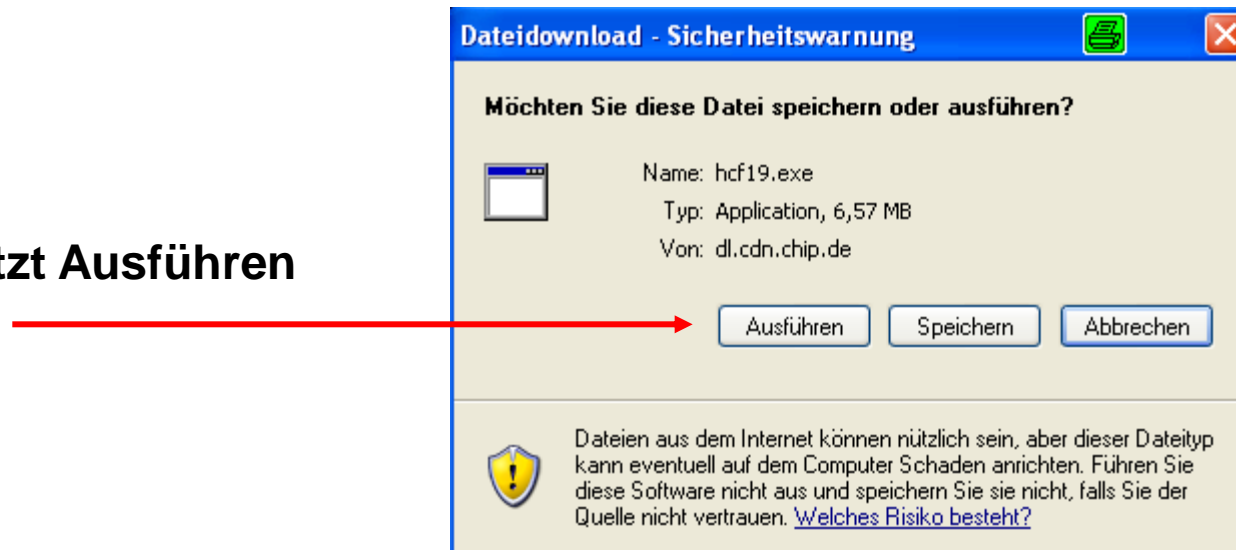 Dateidownload - Sicherheitswarnung
Möchten Sie diese Datei speichern oder ausführen?
Name: hcf19.exe
Typ: Application, 6,57 MB
Von: dl.cdn.chip.de
tzt Ausführen
Ausführen Speichern Abbrechen
Dateien aus dem Internet können nützlich sein, aber dieser Dateityp
kann eventuell auf dem Computer Schaden anrichten. Führen Sie
diese Software nicht aus und speichern Sie sie nicht, falls Sie der
Quelle nicht vertrauen. Welches Risiko besteht?